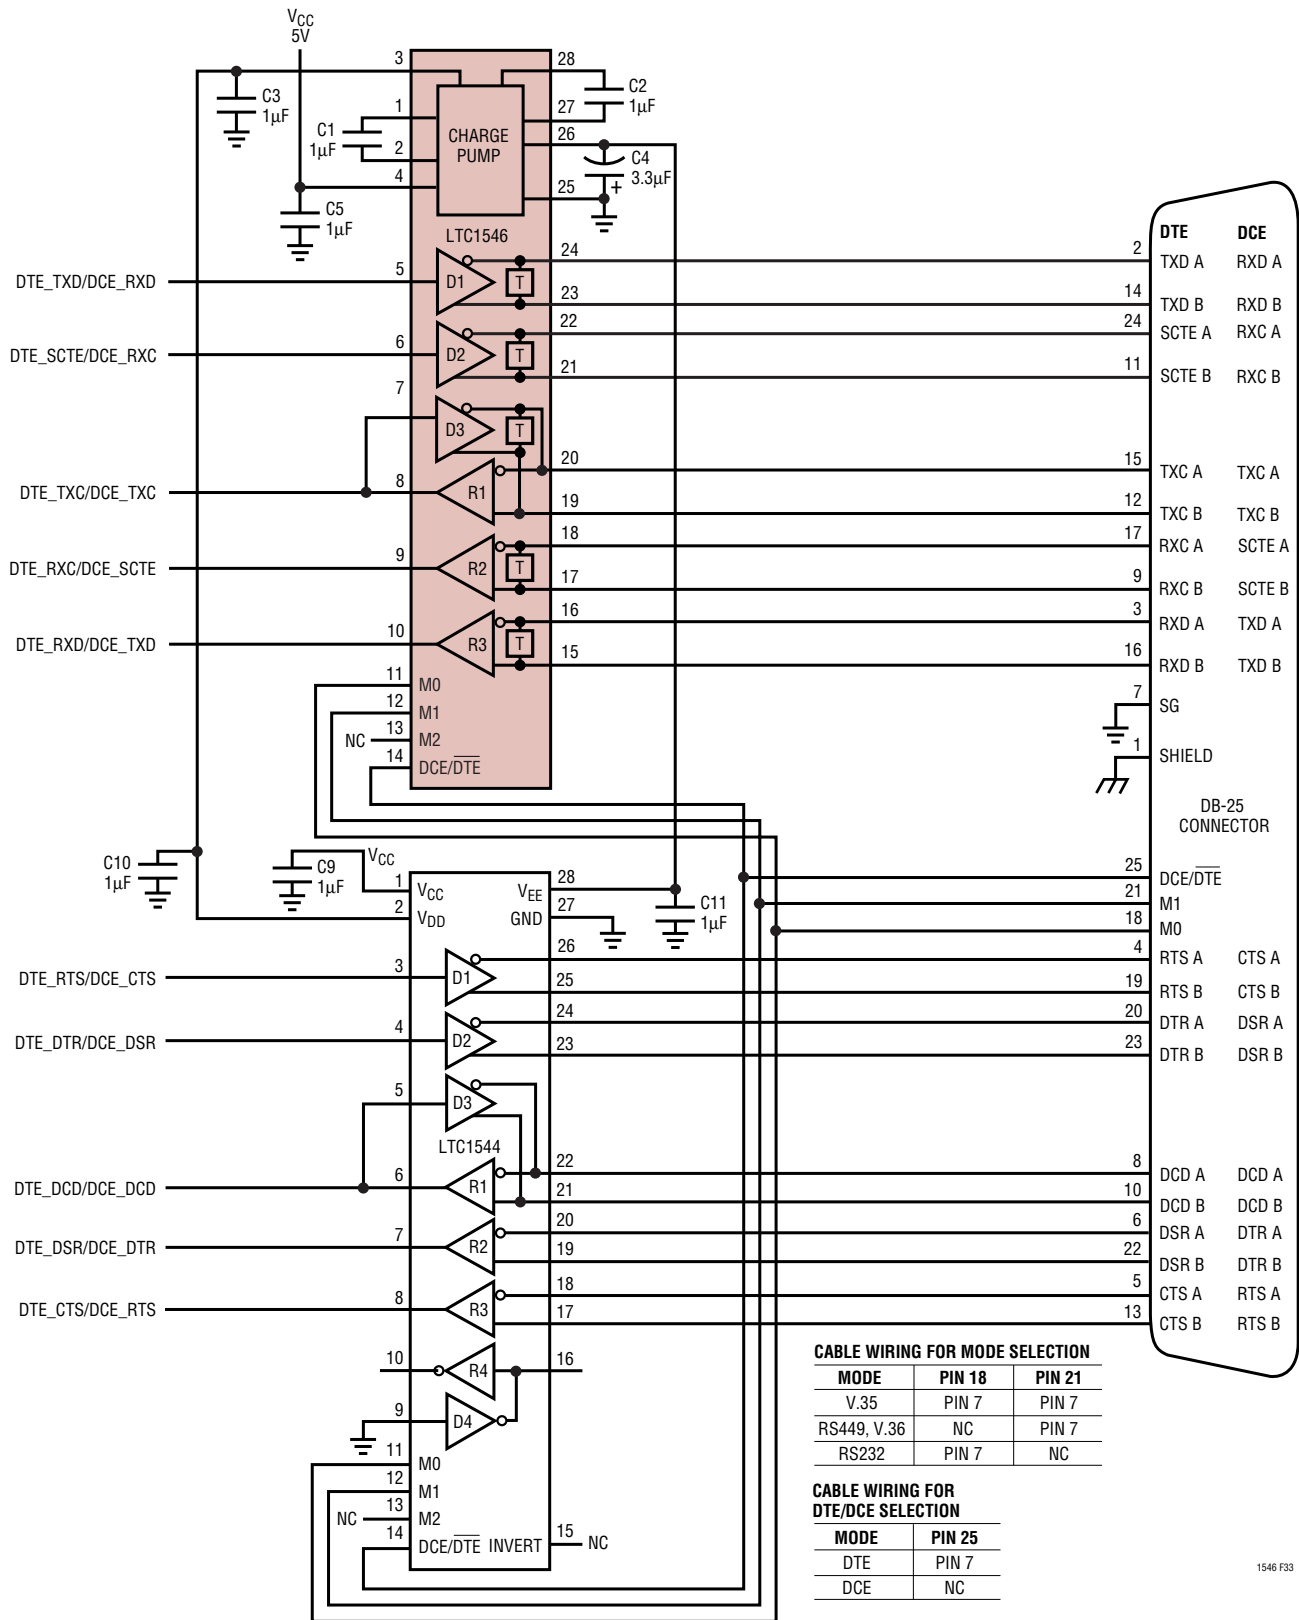 VCC
5V
3
28
C3
1µF
C2
1µF
1
27
C1
1µF
CHARGE
PUMP
26
2
C4
3.3µF
+
4
25
C5
1µF
LTC1546
DTE DCE
DTE_TXD/DCE_RXD
5
D1
T
24
2
TXD A RXD A
23
14
TXD B RXD B
DTE_SCTE/DCE_RXC
6
D2
T
22
24
SCTE A RXC A
21
11
SCTE B RXC B
7
D3
T
DTE_TXC/DCE_TXC
8
R1
20
15
TXC A TXC A
19
12
TXC B TXC B
DTE_RXC/DCE_SCTE
9
R2
T
18
17
RXC A SCTE A
17
9
RXC B SCTE B
DTE_RXD/DCE_TXD
10
R3
T
16
3
RXD A TXD A
15
16
RXD B TXD B
11
M0
12
M1
NC
13
M2
14
DCE/DTE
7
SG
1
SHIELD
DB-25
CONNECTOR
C10
1µF
C9
1µF
VCC
1
VCC
2
VDD
VEE
28
GND
27
C11
1µF
25
DCE/DTE
21
M1
18
M0
DTE_RTS/DCE_CTS
3
D1
26
4
RTS A CTS A
25
19
RTS B CTS B
DTE_DTR/DCE_DSR
4
D2
24
20
DTR A DSR A
23
23
DTR B DSR B
5
D3
LTC1544
DTE_DCD/DCE_DCD
6
R1
22
8
DCD A DCD A
21
10
DCD B DCD B
DTE_DSR/DCE_DTR
7
R2
20
6
DSR A DTR A
19
22
DSR B DTR B
DTE_CTS/DCE_RTS
8
R3
18
5
CTS A RTS A
17
13
CTS B RTS B
10
R4
16
9
D4
11
M0
12
M1
NC
13
M2
14
DCE/DTE
INVERT
15
NC
CABLE WIRING FOR MODE SELECTION
MODE PIN 18 PIN 21
V.35 PIN 7 PIN 7
RS449, V.36 NC PIN 7
RS232 PIN 7 NC
CABLE WIRING FOR
DTE/DCE SELECTION
MODE PIN 25
DTE PIN 7
DCE NC
1546 F33